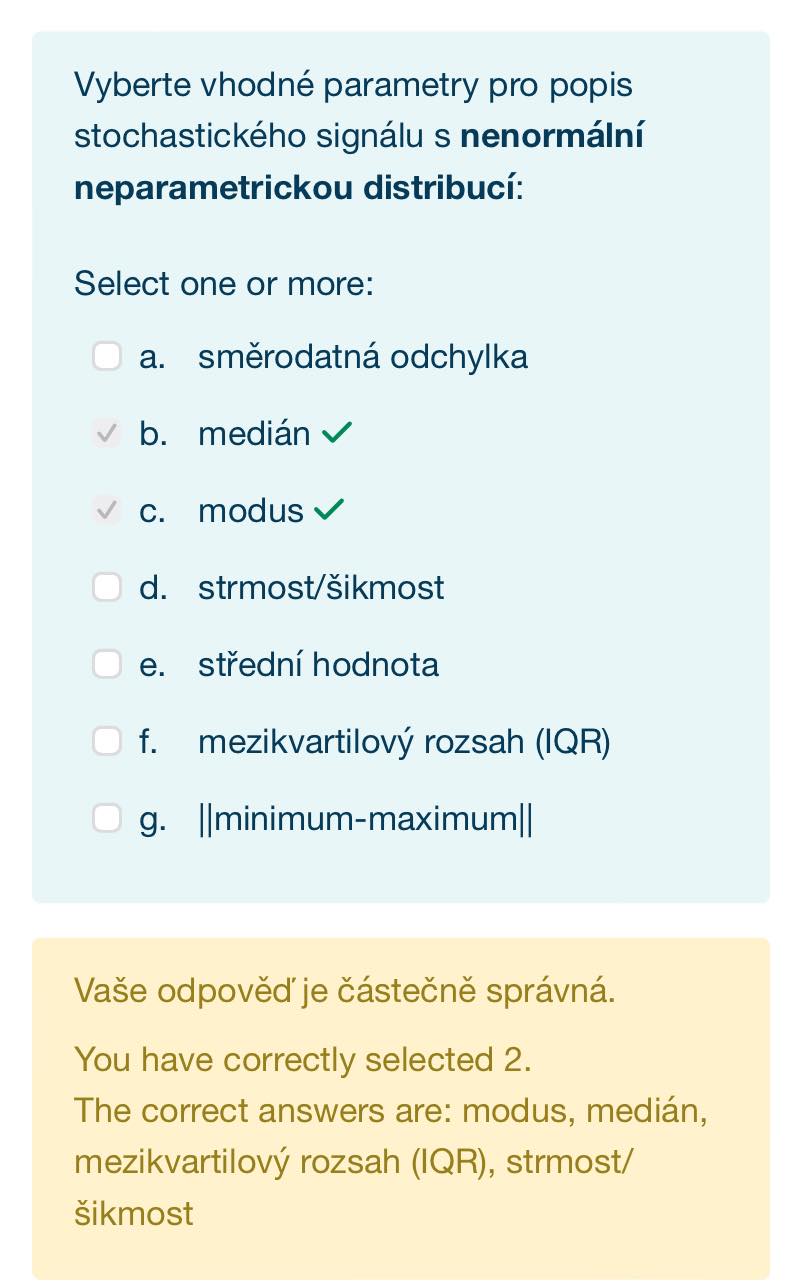 Vyberte vhodné parametry pro popis
stochastického signálu s nenormální
neparametrickou distribucí:
Select one or more:
a. směrodatná odchylka
b. medián
c. modus
d. strmost/šikmost
e. střední hodnota
f. mezikvartilový rozsah (IQR)
g. ||minimum-maximum||
Vaše odpověď je částečně správná.
You have correctly selected 2.
The correct answers are: modus, medián,
mezikvartilový rozsah (IQR), strmost/
šikmost